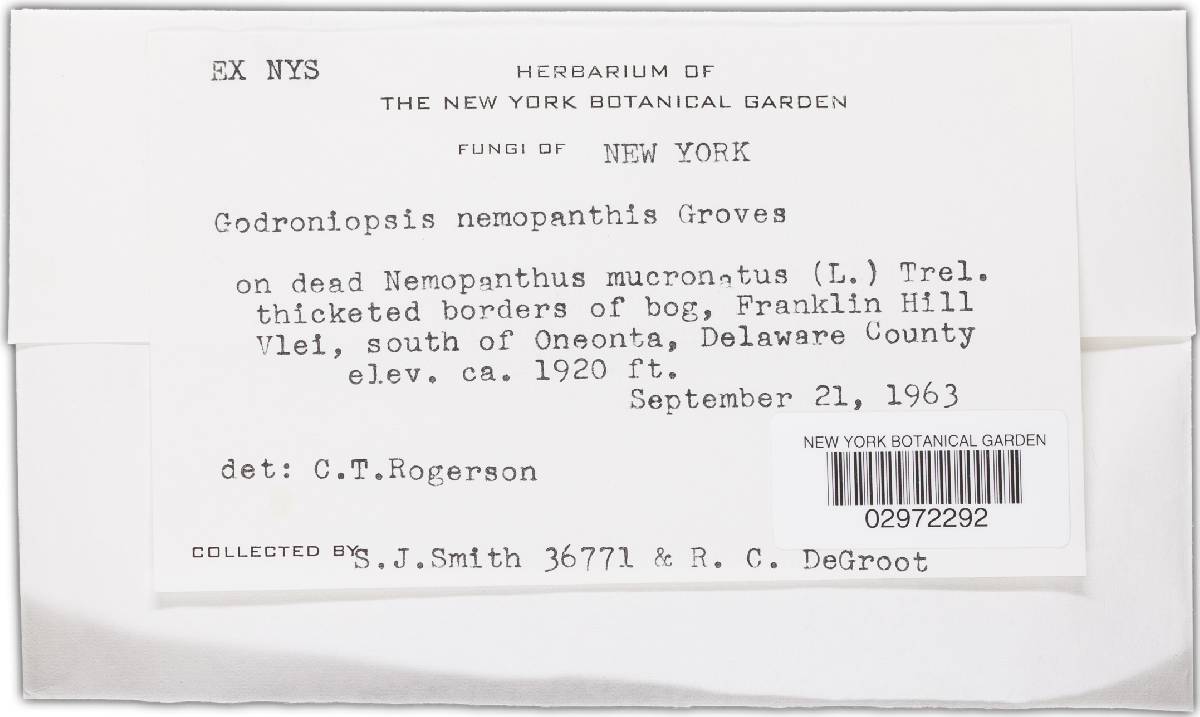 EX NYS
HERBARIUM OF
THE NEW YORK BOTANICAL GARDEN
FUNGI OF NEW YORK
Godroniopsis nemopanthis Groves
on dead Nemopanthus mucronatus (L.) Trel.
thicketed borders of bog, Franklin Hill
Vlei, south of Oneonta, Delaware County
elev. ca. 1920 ft.
September 21, 1963
NEW YORK BOTANICAL GARDEN
02972292
det: C.T.Rogerson
COLLECTED BY S.J.Smith 36771 & R. C. DeGroot